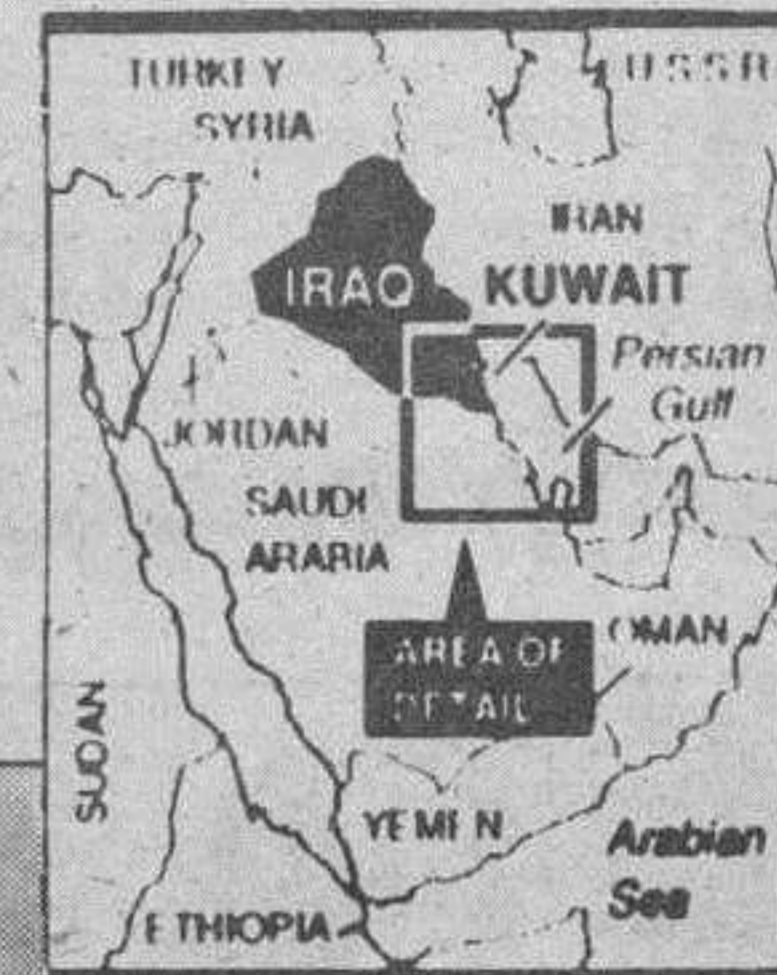 TURKEY
U.S.S.R.
SYRIA
IRAN
IRAQ
KUWAIT
Persian
Gulf
JORDAN
SAUDI
ARABIA
AREA OF
DETAIL
OMAN
SUDAN
YEMEN
Arabian
Sea
ETHIOPIA